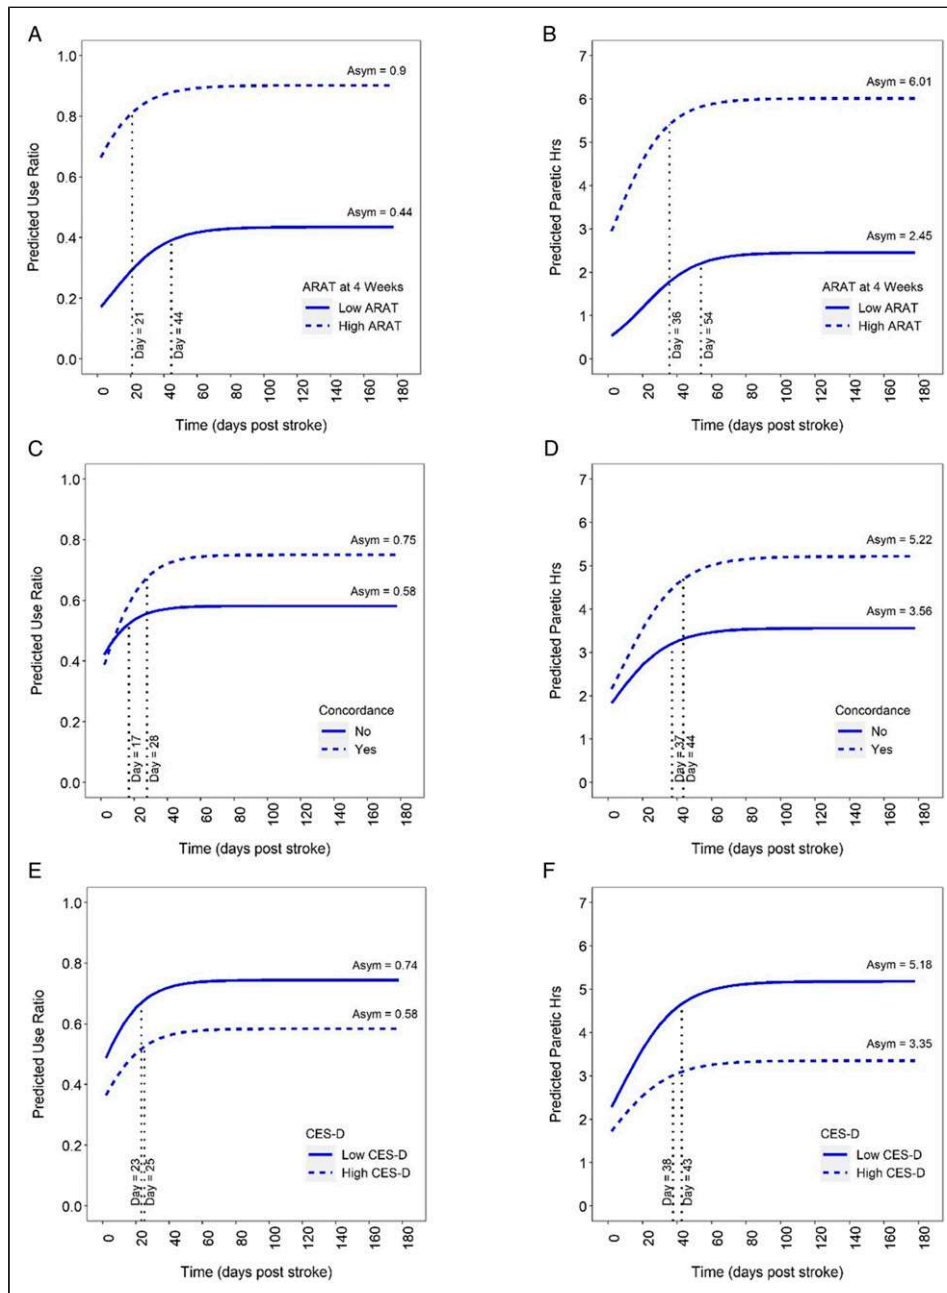 A
1.0
0.8
0.6
0.4
0.2
0.0
Predicted Use Ratio
Asym = 0.9
Asym = 0.44
ARAT at 4 Weeks
Low ARAT
High ARAT
Day = 21
Day = 44
0 20 40 60 80 100 120 140 160 180
Time (days post stroke)
B
7
6
5
4
3
2
1
0
Predicted Paretic Hrs
Asym = 6.01
Asym = 2.45
ARAT at 4 Weeks
Low ARAT
High ARAT
Day = 36
Day = 54
0 20 40 60 80 100 120 140 160 180
Time (days post stroke)
C
1.0
0.8
0.6
0.4
0.2
0.0
Predicted Use Ratio
Asym = 0.75
Asym = 0.58
Concordance
No
Yes
Day = 17
Day = 28
0 20 40 60 80 100 120 140 160 180
Time (days post stroke)
D
7
6
5
4
3
2
1
0
Predicted Paretic Hrs
Asym = 5.22
Asym = 3.56
Concordance
No
Yes
Day = 37
Day = 44
0 20 40 60 80 100 120 140 160 180
Time (days post stroke)
E
1.0
0.8
0.6
0.4
0.2
0.0
Predicted Use Ratio
Asym = 0.74
Asym = 0.58
CES-D
Low CES-D
High CES-D
Day = 23
Day = 25
0 20 40 60 80 100 120 140 160 180
Time (days post stroke)
F
7
6
5
4
3
2
1
0
Predicted Paretic Hrs
Asym = 5.18
Asym = 3.35
CES-D
Low CES-D
High CES-D
Day = 38
Day = 43
0 20 40 60 80 100 120 140 160 180
Time (days post stroke)